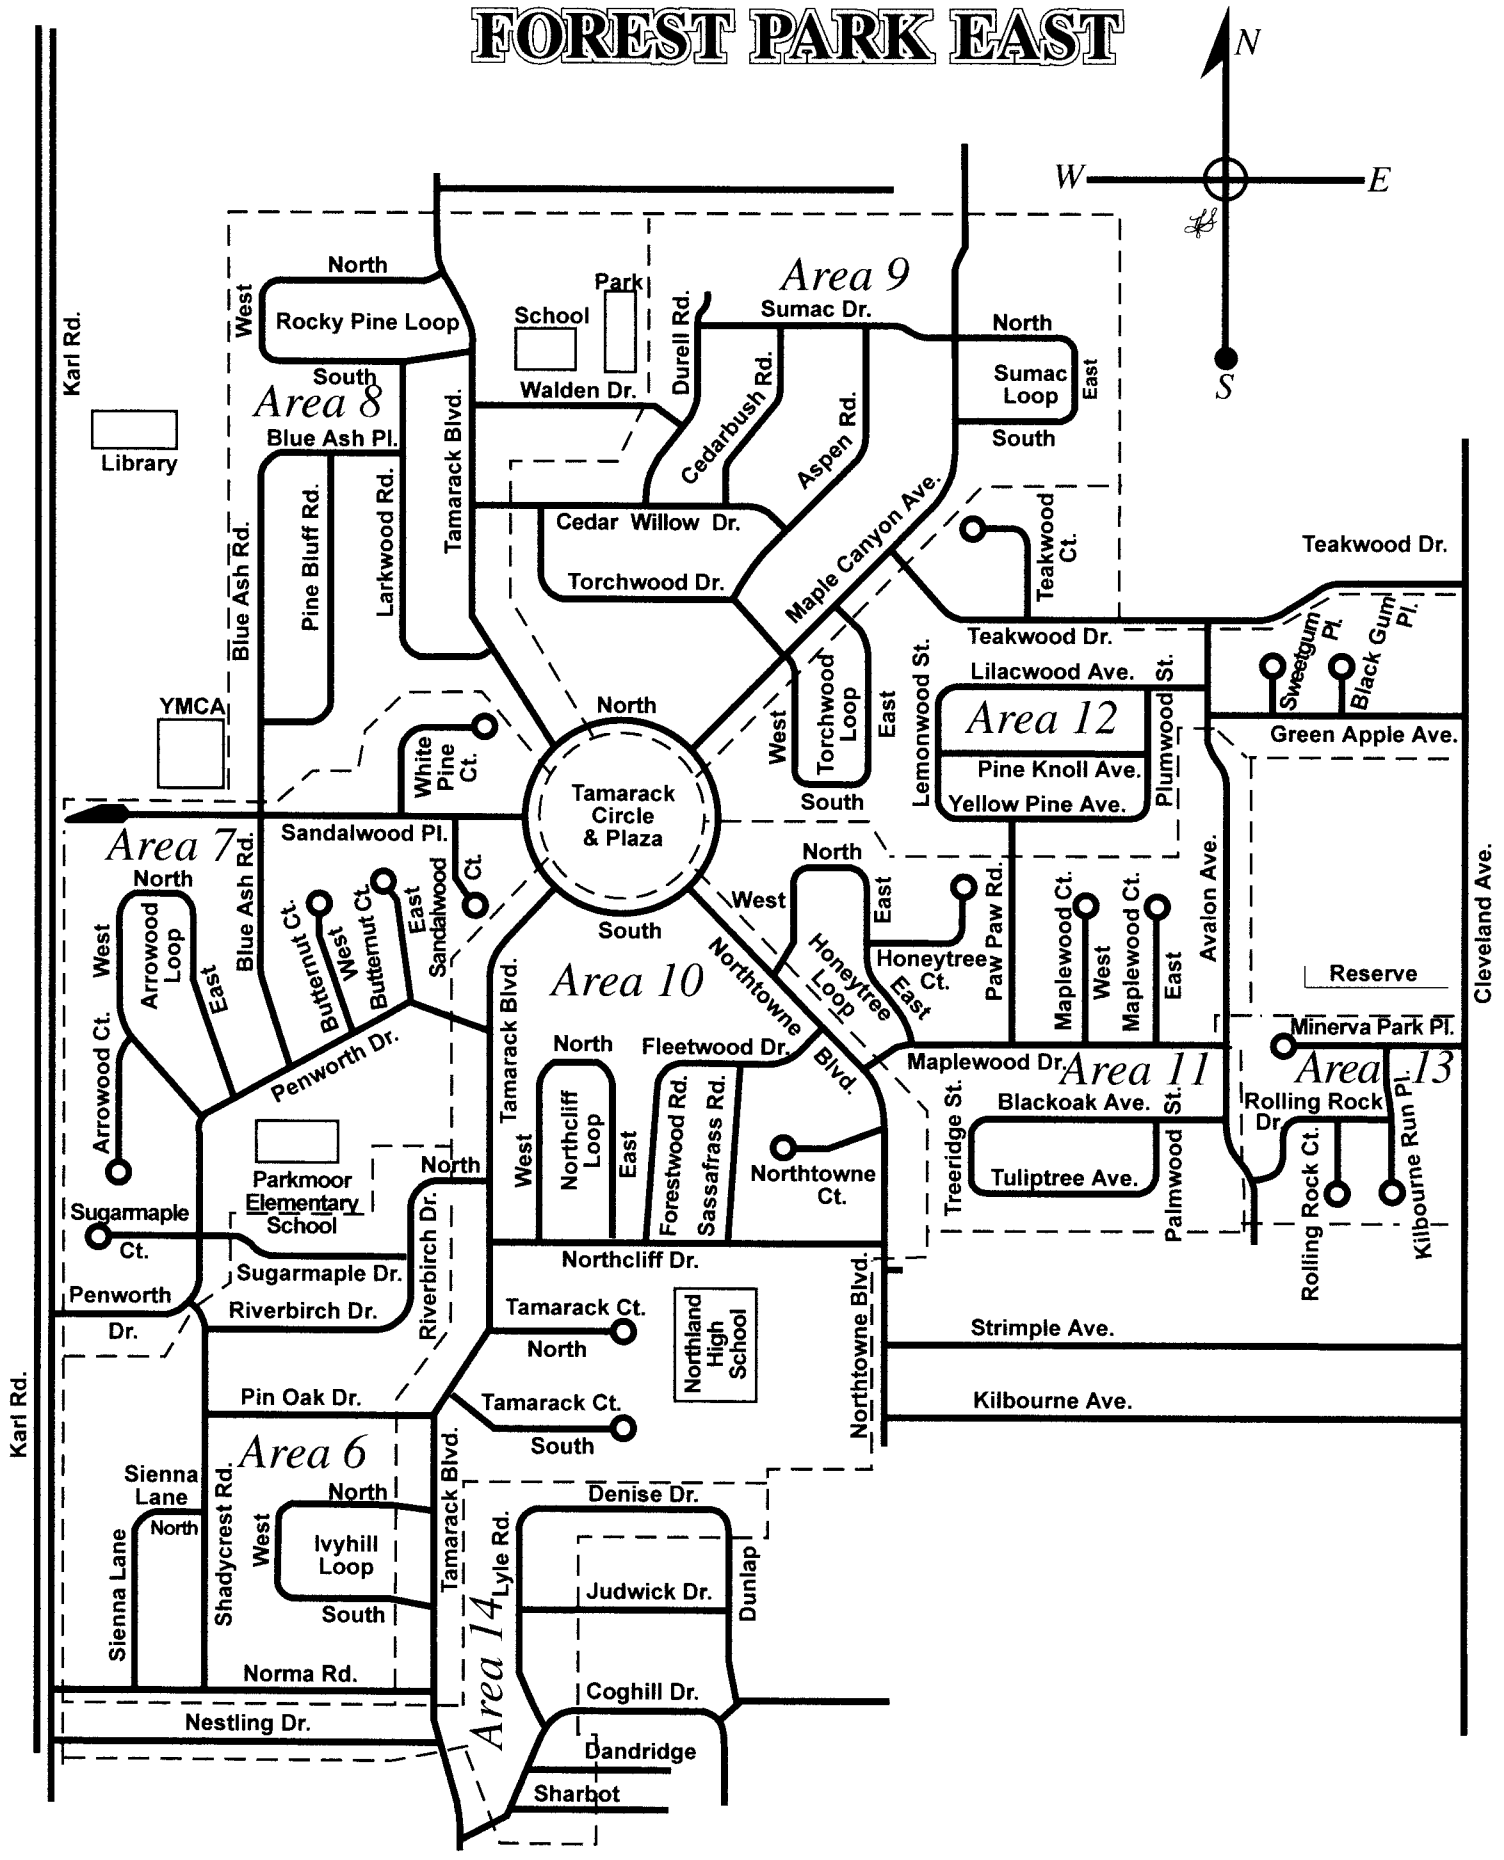 FOREST PARK EAST
N
W
E
S
Karl Rd.
North
West
Rocky Pine Loop
South
Area 8
Library
Blue Ash Pl.
Blue Ash Rd.
Pine Bluff Rd.
Larkwood Rd.
Tamarack Blvd.
School
Park
Walden Dr.
Durell Rd.
Area 9
Sumac Dr.
Cedarbush Rd.
Aspen Rd.
North
Sumac
Loop
East
South
Cedar Willow Dr.
Torchwood Dr.
Maple Canyon Ave.
Teakwood
Ct.
Teakwood Dr.
Teakwood Dr.
Sweetgum
Pl.
Black Gum
Pl.
Green Apple Ave.
Lilacwood Ave.
Lemonwood St.
Area 12
Plumwood St.
Pine Knoll Ave.
Yellow Pine Ave.
West
Torchwood
Loop
East
South
YMCA
White
Pine
Ct.
North
Tamarack
Circle
& Plaza
South
Sandalwood Pl.
Sandalwood
Ct.
Area 7
North
West
Arrowood
Loop
East
Arrowood Ct.
Blue Ash Rd.
Butternut Ct.
West
Butternut Ct.
East
Penworth Dr.
Tamarack Blvd.
Area 10
Northtowne
Blvd.
North
West
East
Honeytree
Loop
East
Honeytree
Ct.
Paw Paw Rd.
Maplewood Ct.
West
Maplewood Ct.
East
Avalon Ave.
Reserve
Cleveland Ave.
Minerva Park Pl.
Area 13
Maplewood Dr.
Area 11
Blackoak Ave.
Treeridge St.
Tuliptree Ave.
Palmwood St.
Rolling Rock
Dr.
Rolling Rock Ct.
Kilbourne Run Pl.
Fleetwood Dr.
North
West
Northcliff
Loop
East
Forestwood Rd.
Sassafrass Rd.
Northtowne
Ct.
Tamarack Blvd.
Northcliff Dr.
Parkmoor
Elementary
School
North
Riverbirch Dr.
Sugarmaple
Ct.
Sugarmaple Dr.
Penworth
Dr.
Riverbirch Dr.
Tamarack Ct.
North
Tamarack Ct.
South
Northland
High
School
Northtowne Blvd.
Strimple Ave.
Kilbourne Ave.
Karl Rd.
Pin Oak Dr.
Area 6
Sienna
Lane
North
Sienna Lane
Shadycrest Rd.
North
West
Ivyhill
Loop
South
Tamarack Blvd.
Norma Rd.
Nestling Dr.
Area 14
Lyle Rd.
Denise Dr.
Judwick Dr.
Dunlap
Coghill Dr.
Dandridge
Sharbot